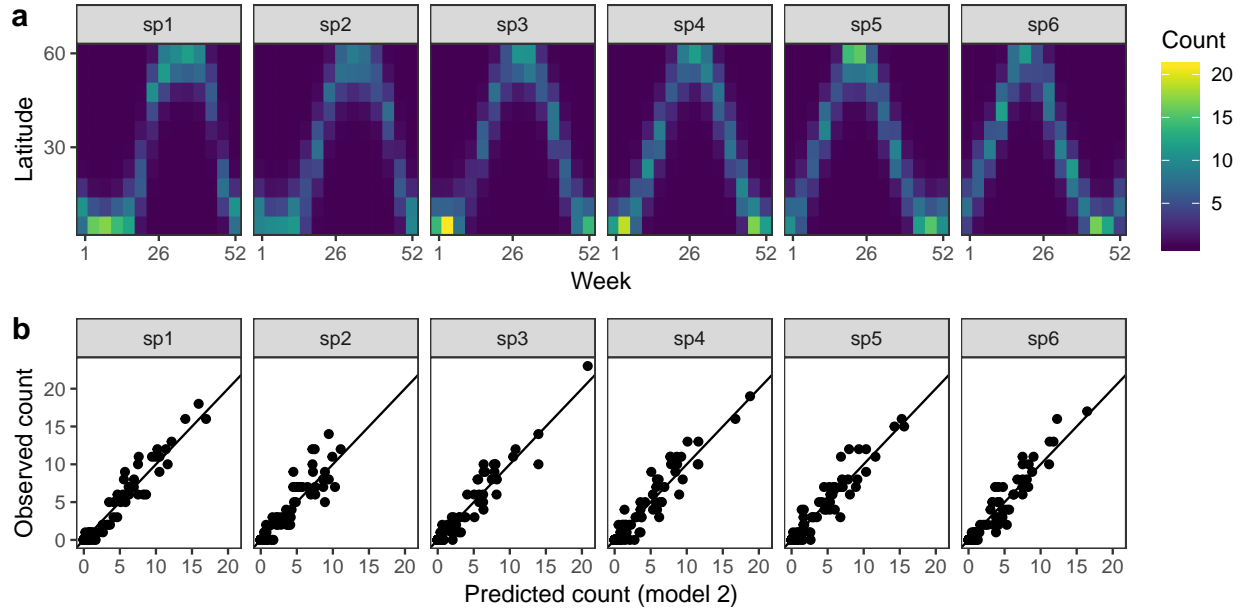 a
sp1 sp2 sp3 sp4 sp5 sp6
Count
60
30
Latitude
20
15
10
5
1 26 52 1 26 52 1 26 52 1 26 52 1 26 52 1 26 52
Week
b
sp1 sp2 sp3 sp4 sp5 sp6
20
15
10
5
0
Observed count
0 5 10 15 20 0 5 10 15 20 0 5 10 15 20 0 5 10 15 20 0 5 10 15 20 0 5 10 15 20
Predicted count (model 2)